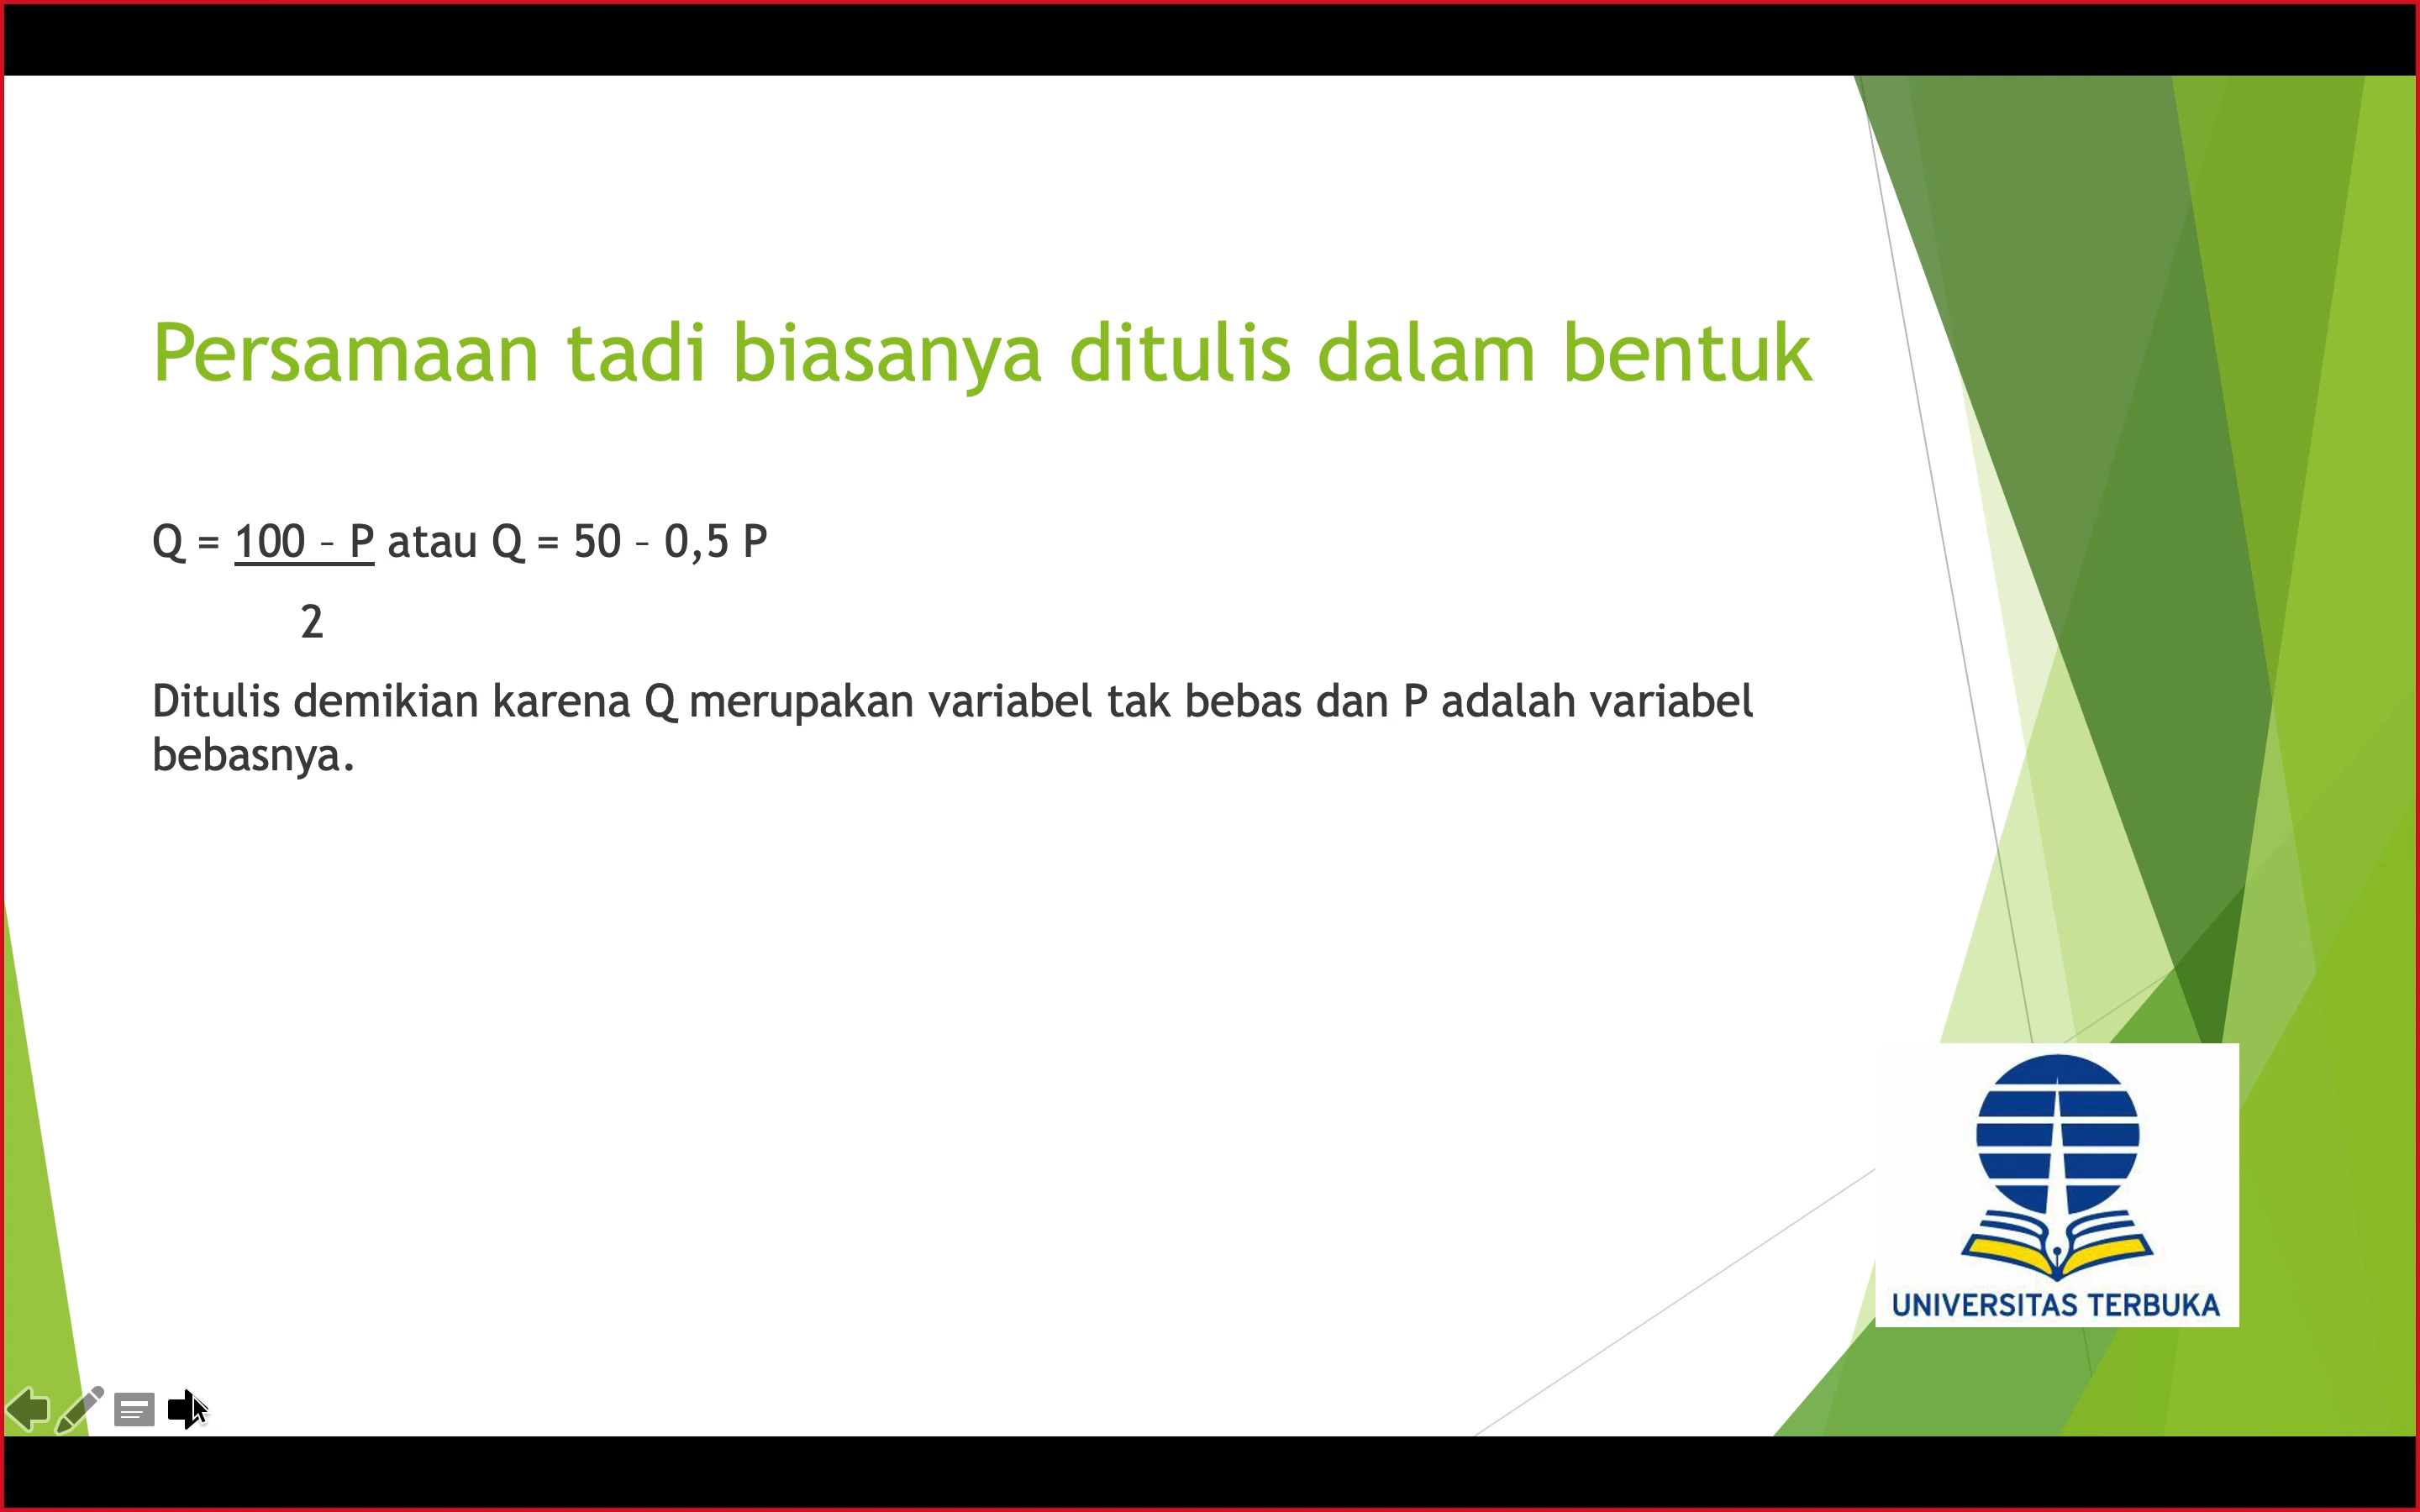 Persamaan tadi biasanya ditulis dalam bentuk
Q = 100 – P atau Q = 50 – 0,5 P
2
Ditulis demikian karena Q merupakan variabel tak bebas dan P adalah variabel
bebasnya.
UNIVERSITAS TERBUKA